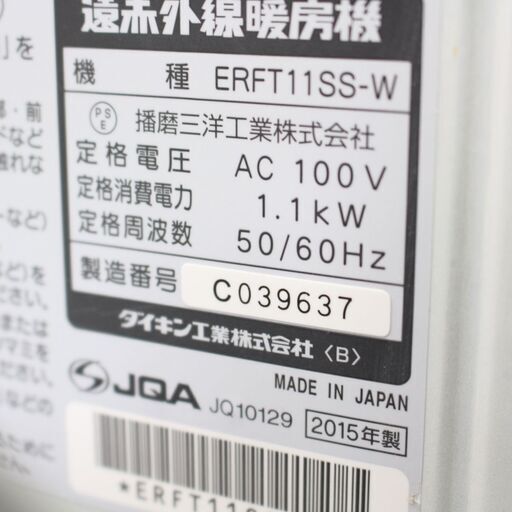 遠赤外線暖房機
機 種 ERFT11SS-W
PS
E
播磨三洋工業株式会社
定格電圧 AC 100V
定格消費電力 1.1kW
定格周波数 50/60Hz
製造番号 C039637
ダイキン工業株式会社〈B〉
MADE IN JAPAN
JQA JQ10129 2015年製